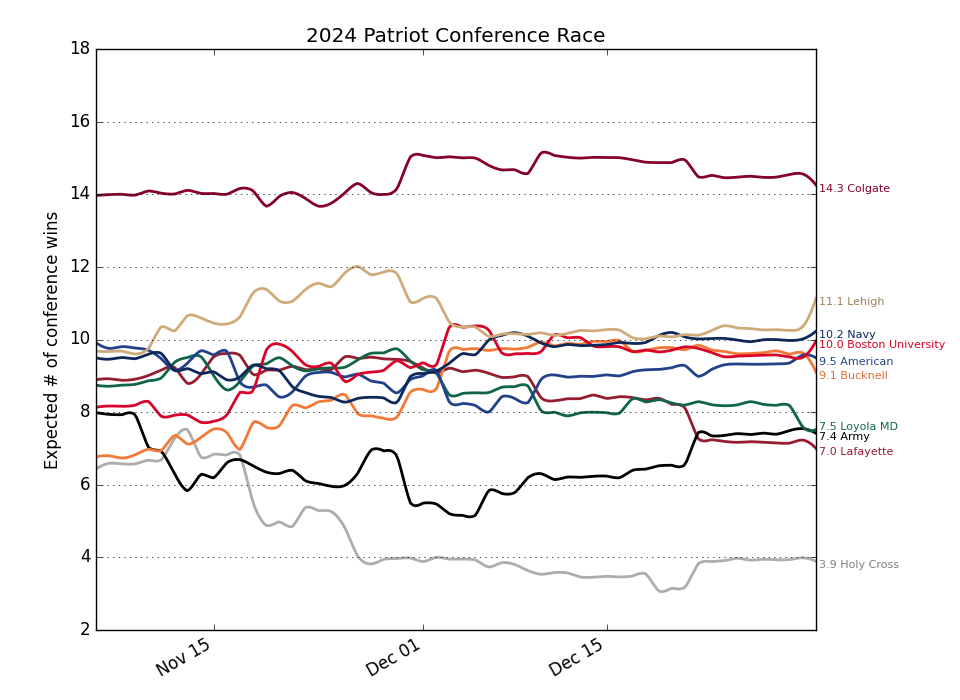 2024 Patriot Conference Race
Expected # of conference wins
18
16
14
12
10
8
6
4
2
Nov 15
Dec 01
Dec 15
14.3 Colgate
11.1 Lehigh
10.2 Navy
10.0 Boston University
9.5 American
9.1 Bucknell
7.5 Loyola MD
7.4 Army
7.0 Lafayette
3.9 Holy Cross